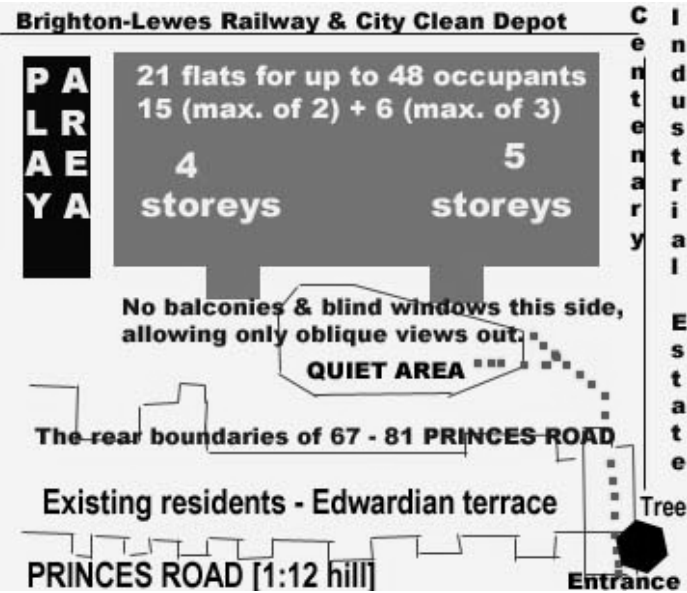 Brighton-Lewes Railway & City Clean Depot
Centenary
Industrial Estate
PLAY
AREA
21 flats for up to 48 occupants
15 (max. of 2) + 6 (max. of 3)
4
storeys
5
storeys
No balconies & blind windows this side,
allowing only oblique views out.
QUIET AREA
The rear boundaries of 67 - 81 PRINCES ROAD
Existing residents - Edwardian terrace
Tree
PRINCES ROAD [1:12 hill]
Entrance